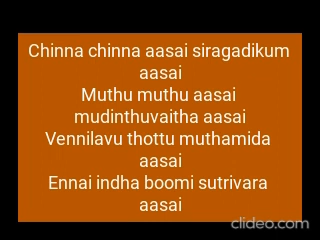 Chinna chinna aasai siragadikum
aasai
Muthu muthu aasai
mudinthuvaitha aasai
Vennilavu thottu muthamida
aasai
Ennai indha boomi sutrivara
aasai
clideo.com